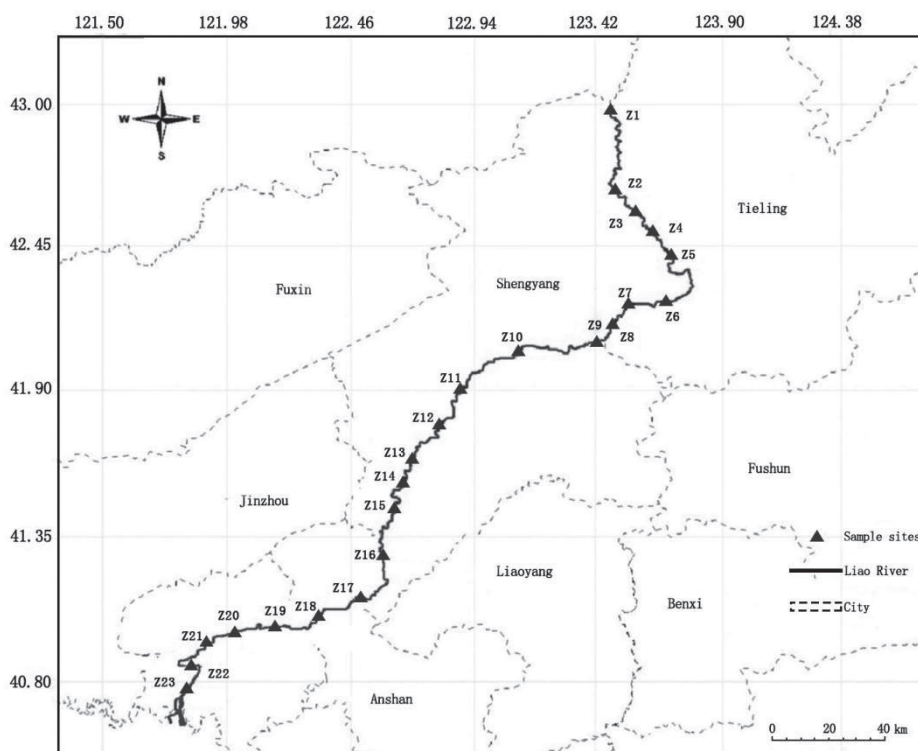 121.50 121.98 122.46 122.94 123.42 123.90 124.38
N
43.00
W E
Z1
S
Z2
Tieling
Z3 Z4
42.45
Z5
Fuxin
Shengyang
Z7
Z6
Z9 Z8
Z10
41.90
Z11
Z12
Z13
Fushun
Z14
Jinzhou
Z15
41.35
Sample sites
Z16
Liaoyang
Liao River
Z17
Benxi
City
Z18
Z19
Z20
Z21
Z22
Z23
40.80
Anshan
0 20 40 km